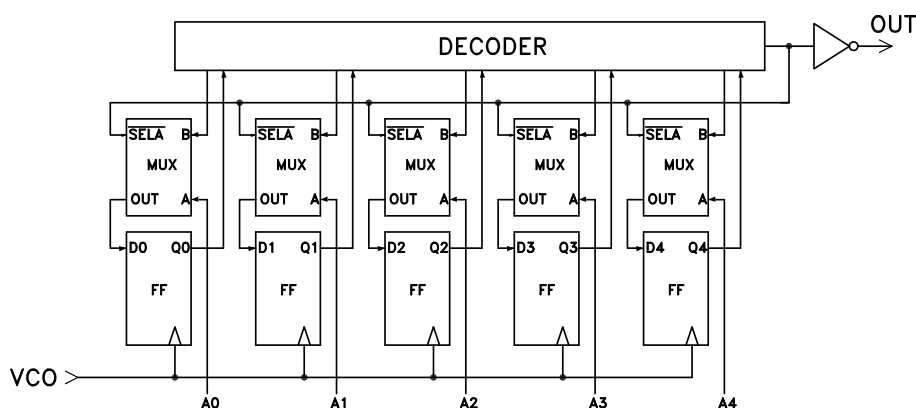 OUT
DECODER
SELA B SELA B SELA B SELA B SELA B
MUX MUX MUX MUX MUX
OUT A OUT A OUT A OUT A OUT A
D0 Q0 D1 Q1 D2 Q2 D3 Q3 D4 Q4
FF FF FF FF FF
VCO
A0 A1 A2 A3 A4